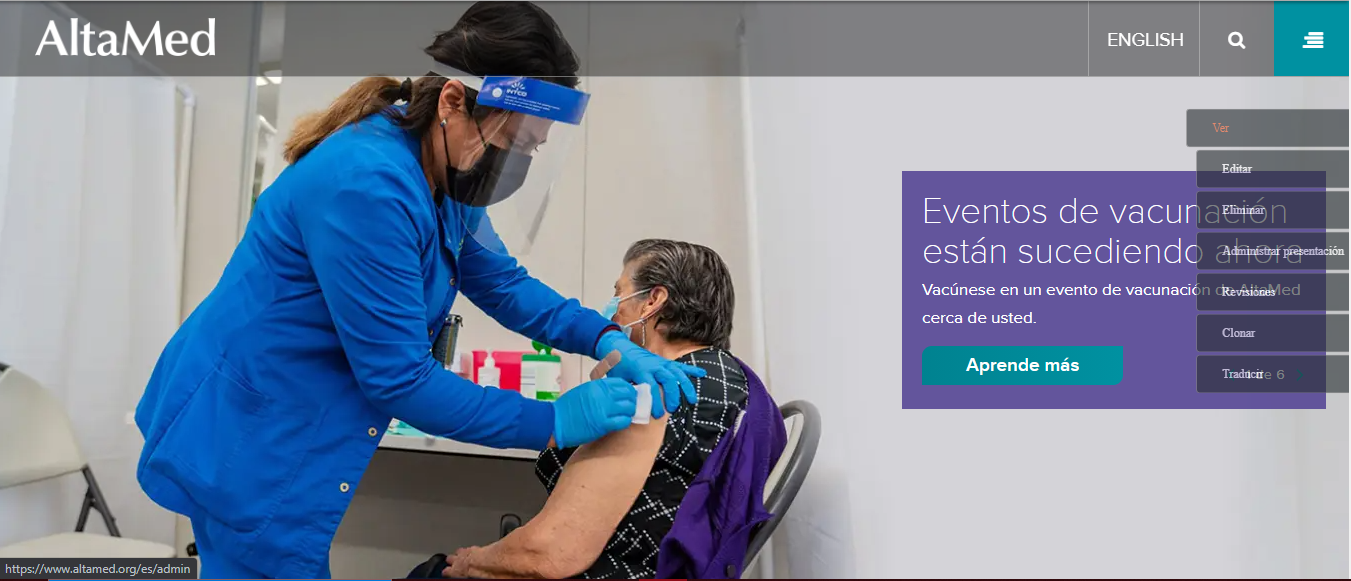 AltaMed
ENGLISH
INTCO
Ver
Editar
Eliminar
Administrar presentación
Revisiones
Clonar
Traducir
Eventos de vacunación
están sucediendo ahora
Vacúnese en un evento de vacunación de AltaMed
cerca de usted.
Aprende más
1 de 6
https://www.altamed.org/es/admin